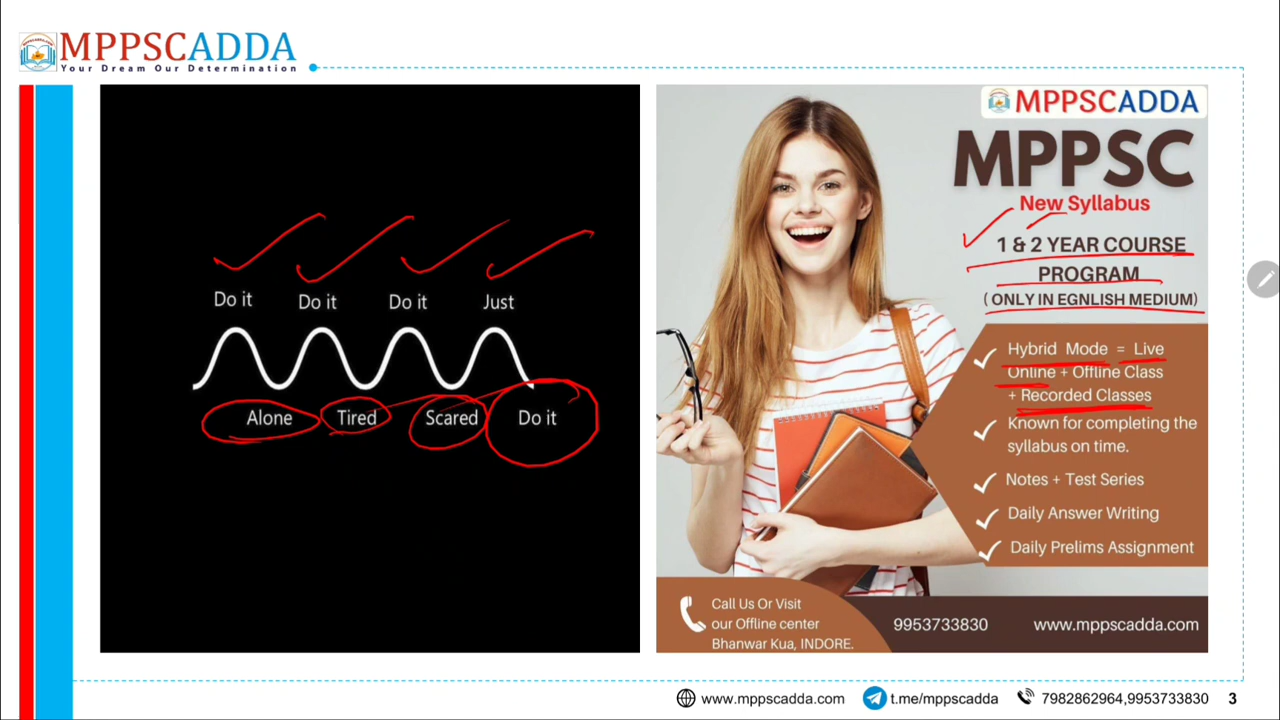 MPPSCADDA
Your Dream Our Determination
Do it Do it Do it Just
Alone Tired Scared Do it
MPPSCADDA
MPPSC
New Syllabus
1 & 2 YEAR COURSE
PROGRAM
( ONLY IN EGNLISH MEDIUM)
Hybrid Mode = Live
Online + Offline Class
+ Recorded Classes
Known for completing the
syllabus on time.
Notes + Test Series
Daily Answer Writing
Daily Prelims Assignment
Call Us Or Visit
our Offline center
Bhanwar Kua, INDORE.
9953733830 www.mppscadda.com
www.mppscadda.com t.me/mppscadda 7982862964,9953733830 3